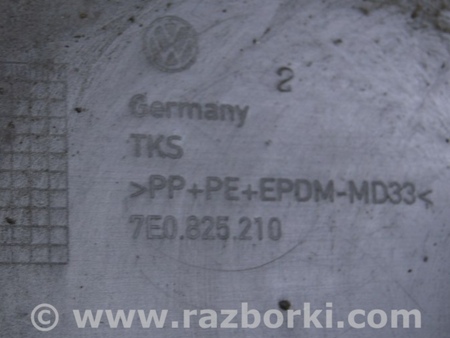 2
Germany
TKS
>PP+PE+EPDM-MD33<
7E0.825.210
© www.razborki.com